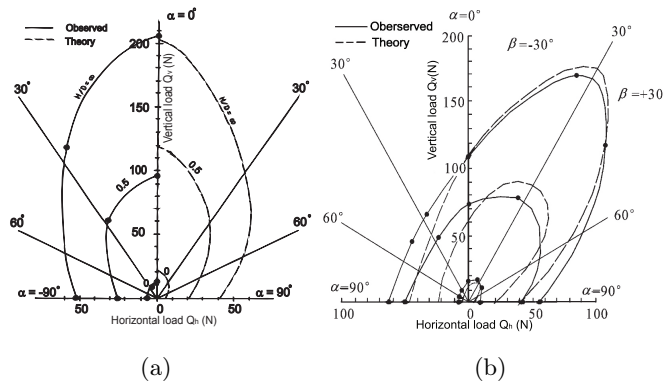 α = 0°
Observed
Theory
200
150
100
50
0
Vertical load Qᵥ (N)
H/D=∞
H/D=∞
0.5
0.5
0
30°
30°
60°
60°
α = -90°
α = 90°
50
50
Horizontal load Qₕ (N)
(a)
α=0°
Oberserved
Theory
200
150
100
50
Vertical load Qᵥ(N)
β=-30°
β=+30
30°
30°
60°
60°
α=90°
α=90°
100
0
50
100
Horizontal load Qₕ (N)
(b)